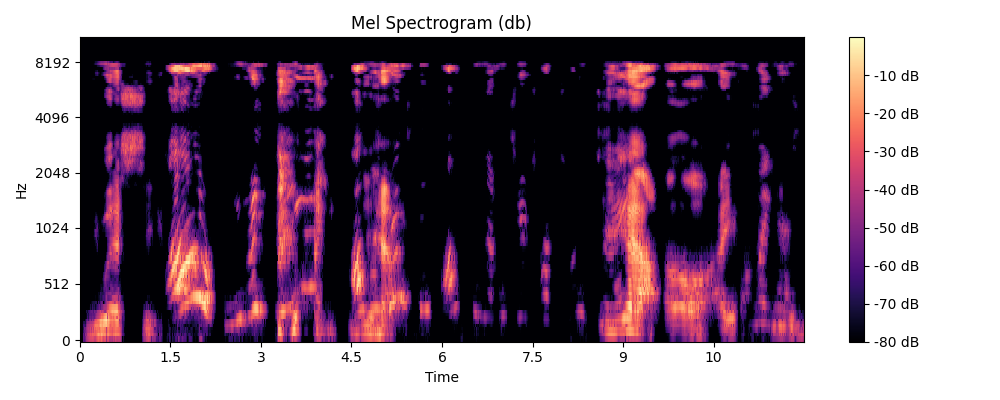 Mel Spectrogram (db)
8192
4096
2048
1024
512
0
Hz
0 1.5 3 4.5 6 7.5 9 10
Time
-10 dB
-20 dB
-30 dB
-40 dB
-50 dB
-60 dB
-70 dB
-80 dB